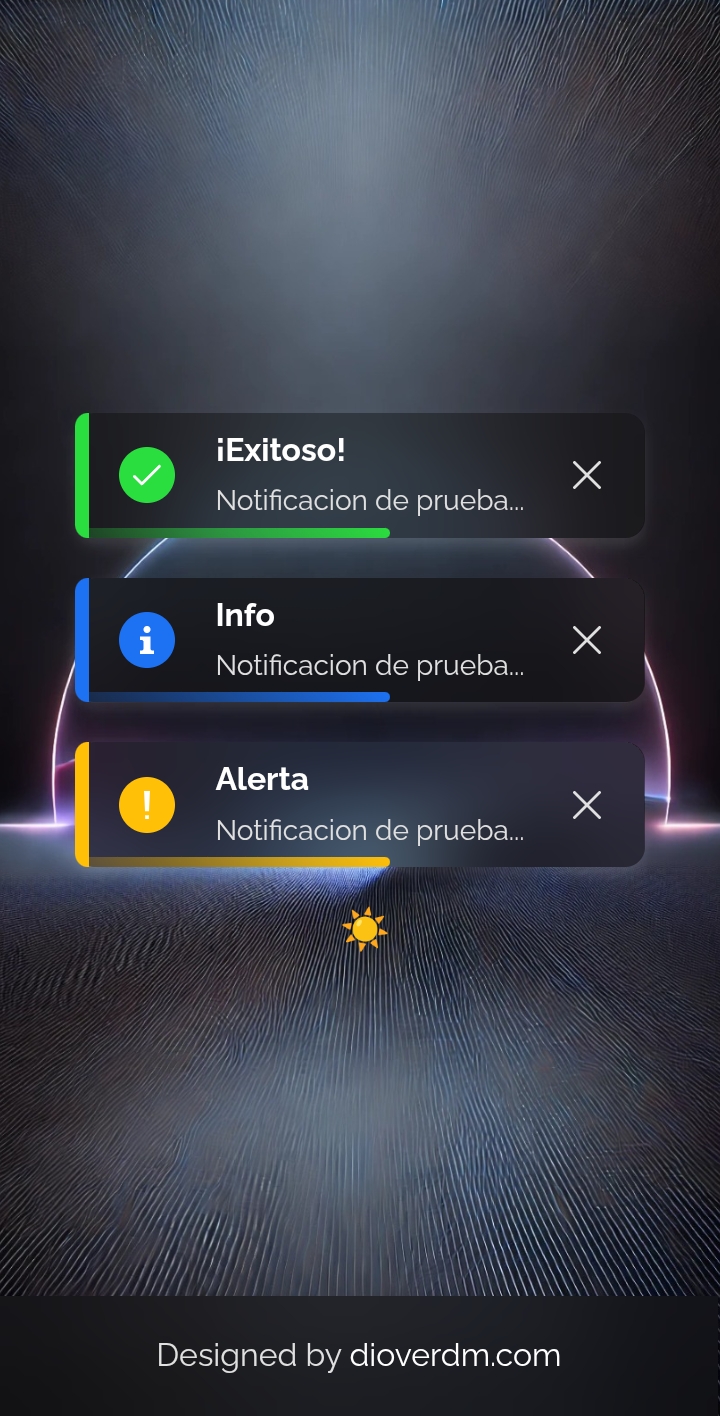 ¡Exitoso!
Notificacion de prueba...
Info
Notificacion de prueba...
Alerta
Notificacion de prueba...
Designed by dioverdm.com